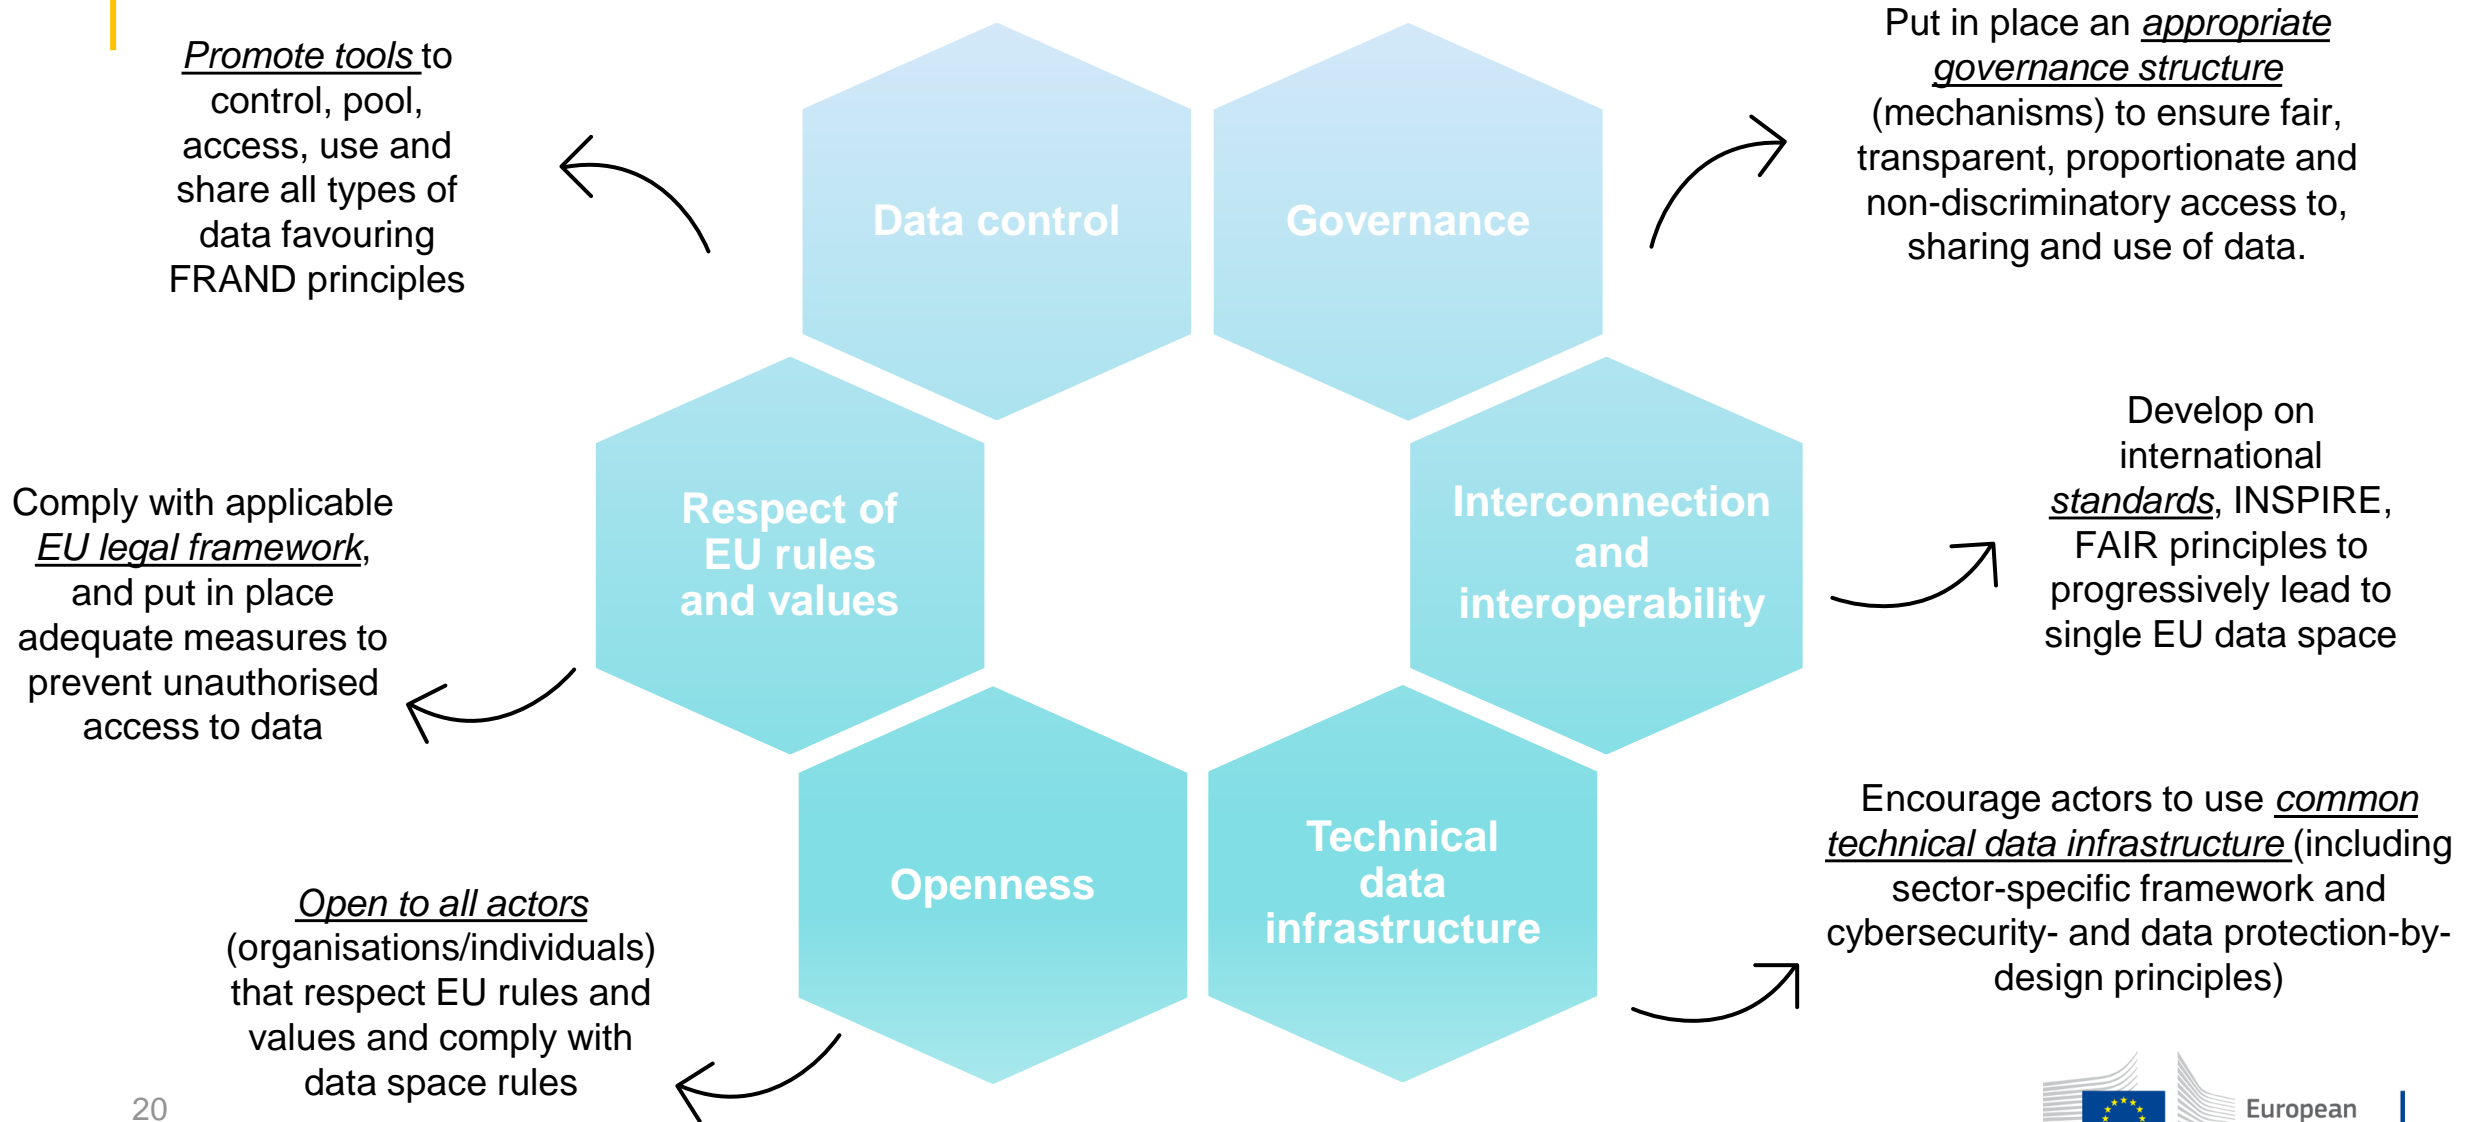 Promote tools to
control, pool,
access, use and
share all types of
data favouring
FRAND principles
Data control
Governance
Put in place an appropriate
governance structure
(mechanisms) to ensure fair,
transparent, proportionate and
non-discriminatory access to,
sharing and use of data.
Comply with applicable
EU legal framework,
and put in place
adequate measures to
prevent unauthorised
access to data
Respect of
EU rules
and values
Interconnection
and
interoperability
Develop on
international
standards, INSPIRE,
FAIR principles to
progressively lead to
single EU data space
Open to all actors
(organisations/individuals)
that respect EU rules and
values and comply with
data space rules
Openness
Technical
data
infrastructure
Encourage actors to use common
technical data infrastructure (including
sector-specific framework and
cybersecurity- and data protection-by-
design principles)
20
European